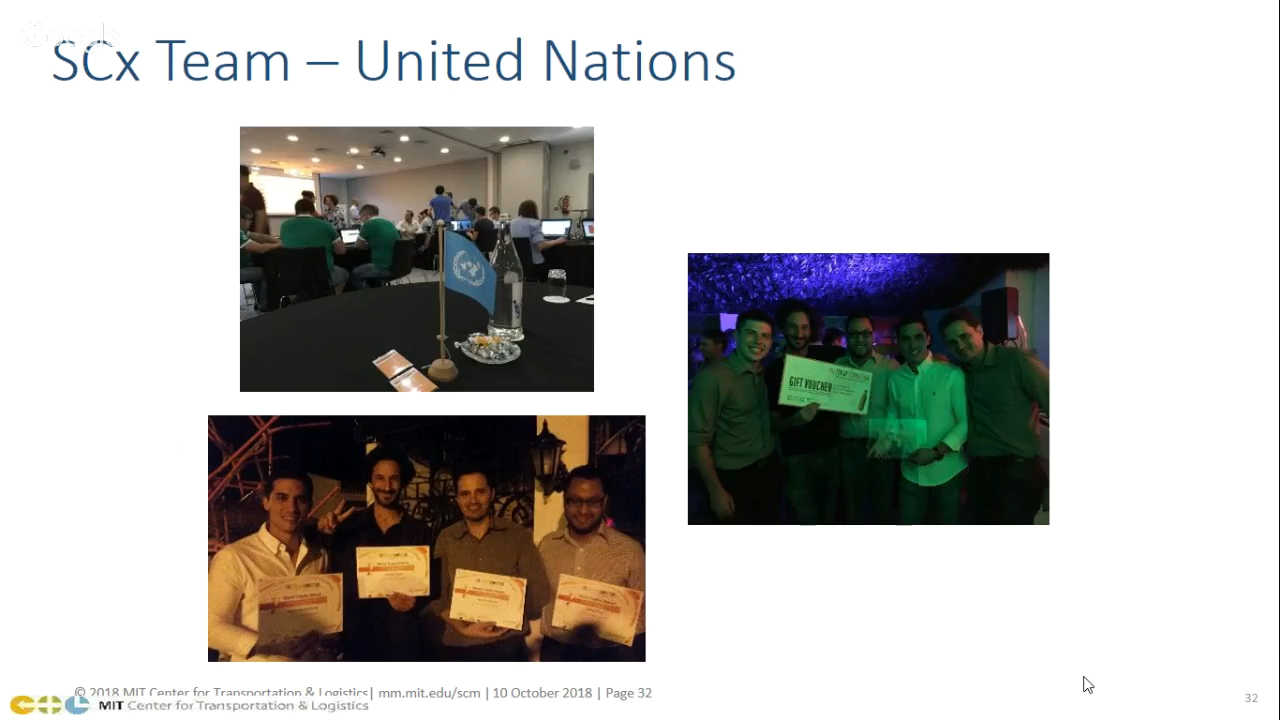 Google
SCx Team – United Nations
GIFT VOUCHER
© 2018 MIT Center for Transportation & Logistics| mm.mit.edu/scm | 10 October 2018 | Page 32
MIT Center for Transportation & Logistics
32